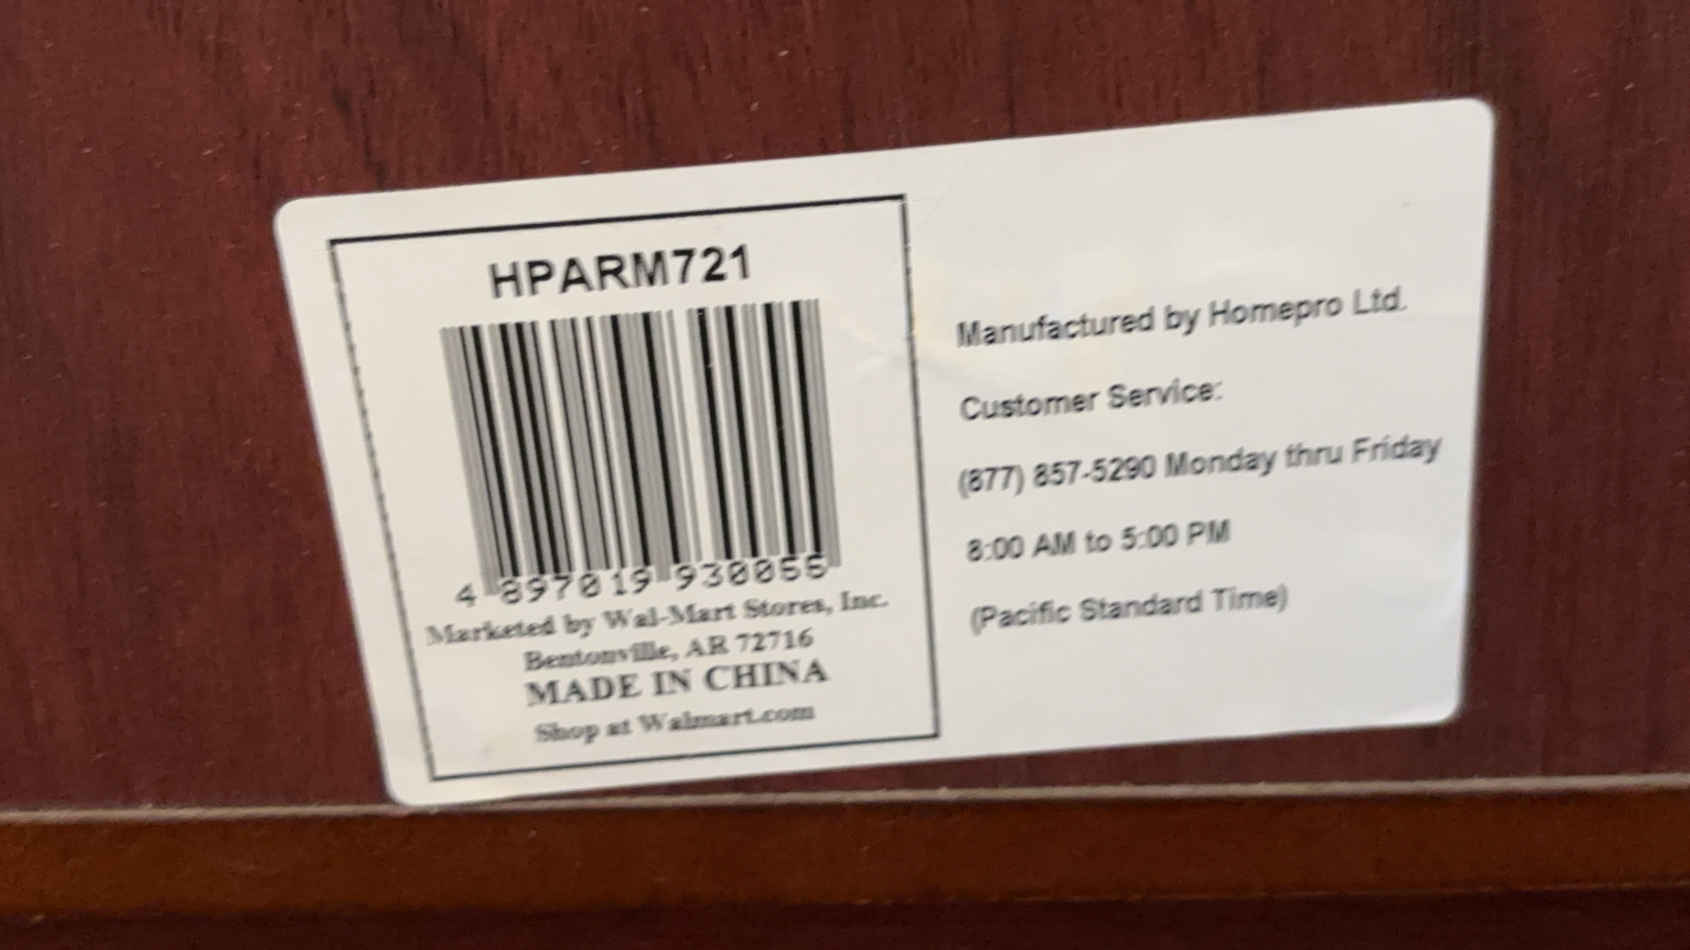 HPARM721
4 897019 930055
Marketed by Wal-Mart Stores, Inc.
Bentonville, AR 72716
MADE IN CHINA
Shop at Walmart.com
Manufactured by Homepro Ltd.
Customer Service:
(877) 857-5290 Monday thru Friday
8:00 AM to 5:00 PM
(Pacific Standard Time)